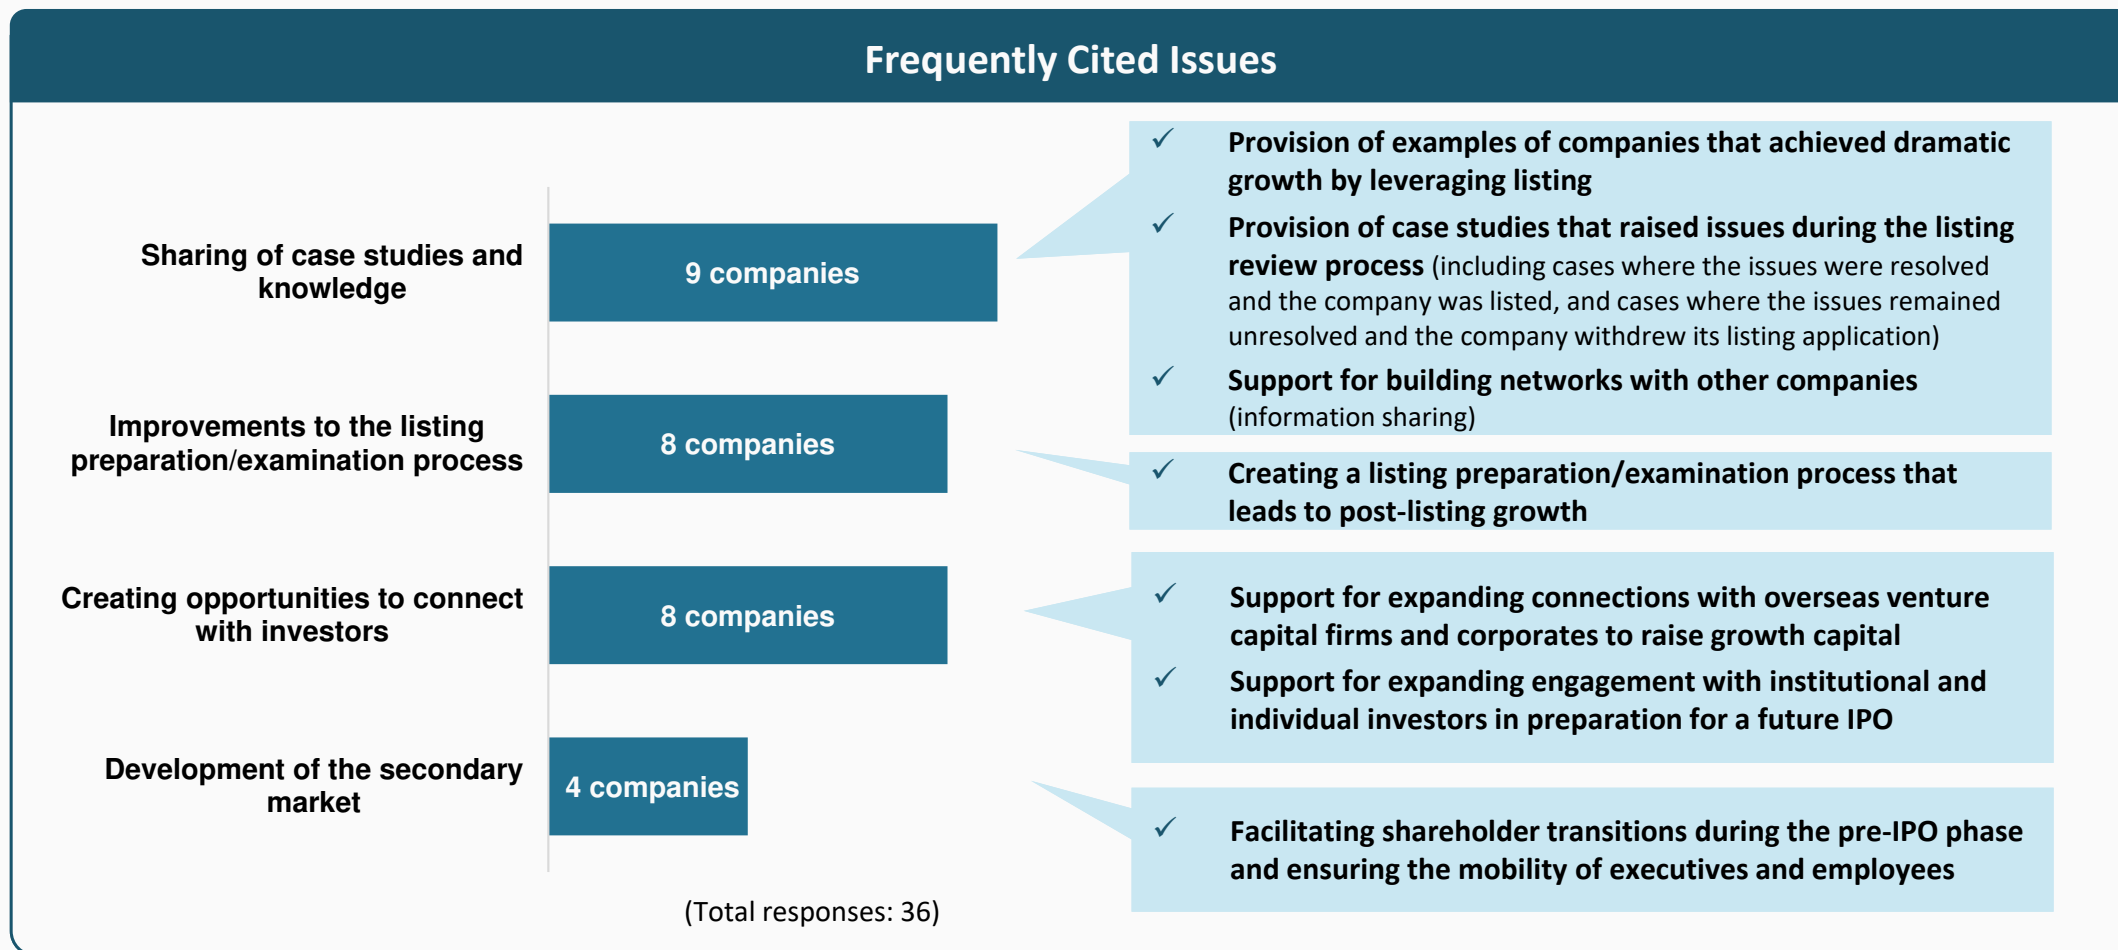 Frequently Cited Issues
Sharing of case studies and
knowledge
9 companies
✓ Provision of examples of companies that achieved dramatic
growth by leveraging listing
✓ Provision of case studies that raised issues during the listing
review process (including cases where the issues were resolved
and the company was listed, and cases where the issues remained
unresolved and the company withdrew its listing application)
✓ Support for building networks with other companies
(information sharing)
Improvements to the listing
preparation/examination process
8 companies
✓ Creating a listing preparation/examination process that
leads to post-listing growth
Creating opportunities to connect
with investors
8 companies
✓ Support for expanding connections with overseas venture
capital firms and corporates to raise growth capital
✓ Support for expanding engagement with institutional and
individual investors in preparation for a future IPO
Development of the secondary
market
4 companies
✓ Facilitating shareholder transitions during the pre-IPO phase
and ensuring the mobility of executives and employees
(Total responses: 36)